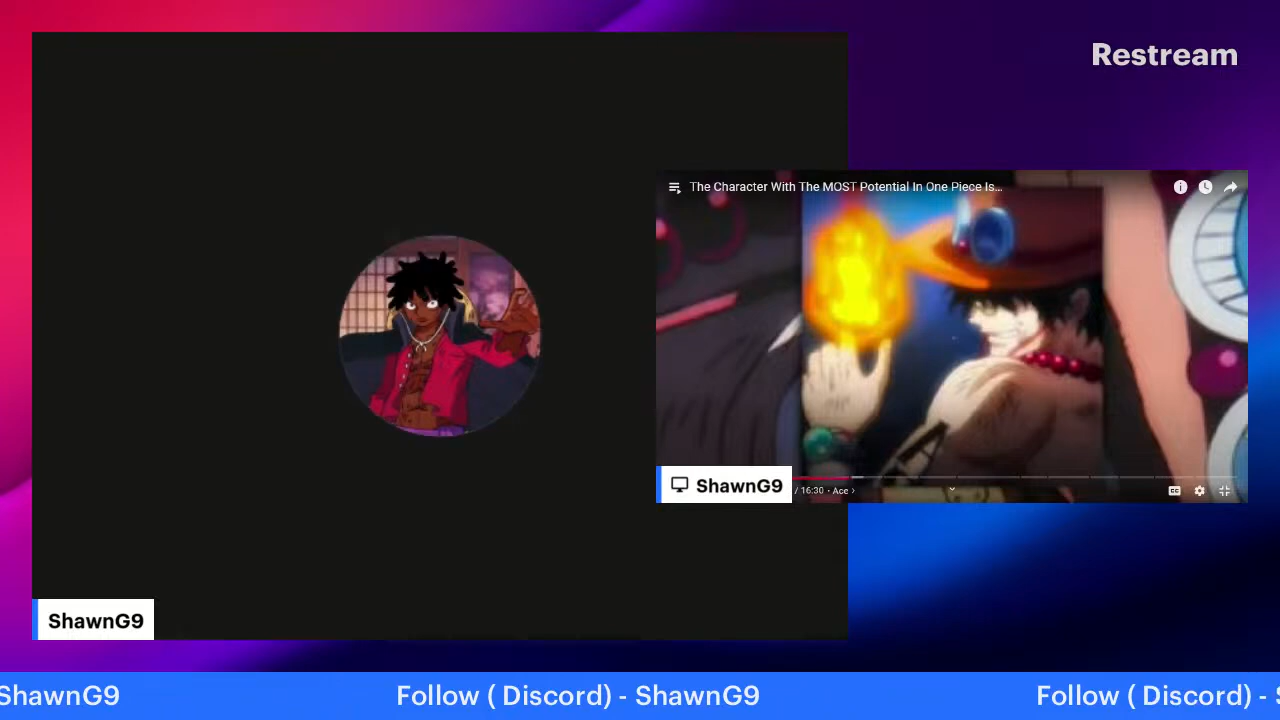 Restream
The Character With The MOST Potential In One Piece Is...
ShawnG9
/ 16:30 • Ace ›
ShawnG9
ShawnG9 Follow ( Discord) - ShawnG9 Follow ( Discord) -